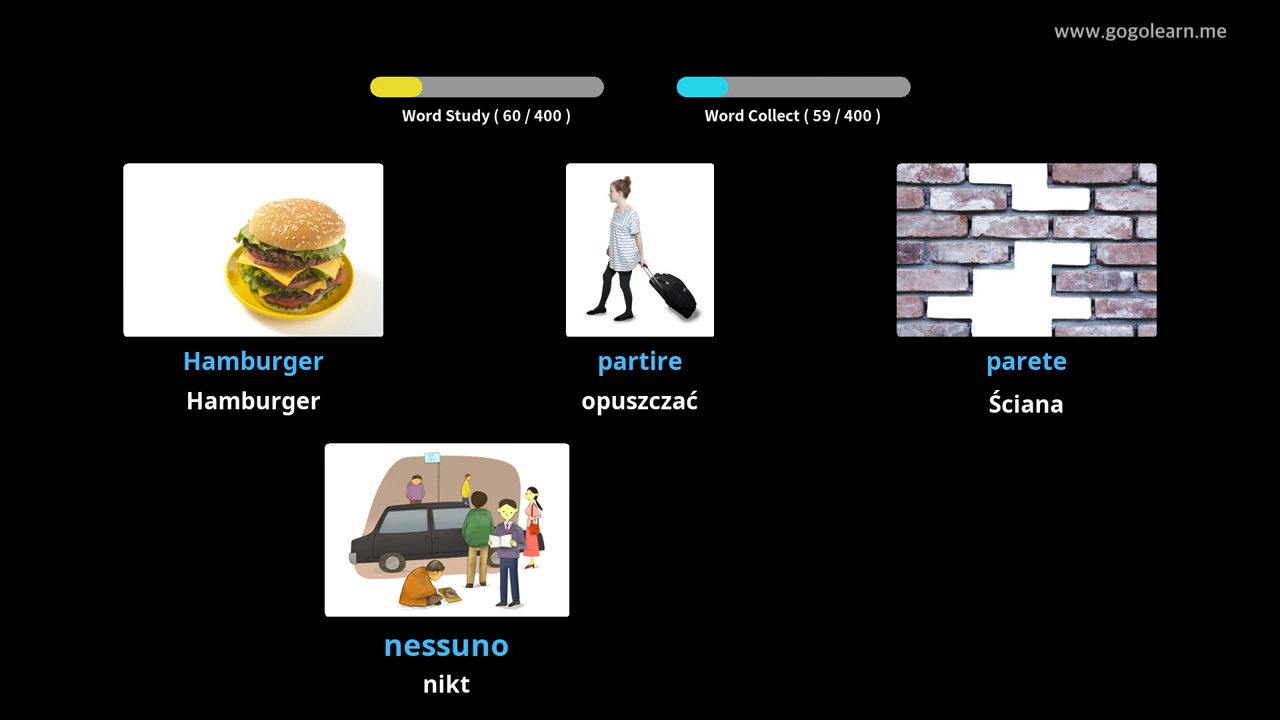 www.gogolearn.me
Word Study ( 60 / 400 )
Word Collect ( 59 / 400 )
Hamburger
Hamburger
partire
opuszczać
parete
Ściana
nessuno
nikt